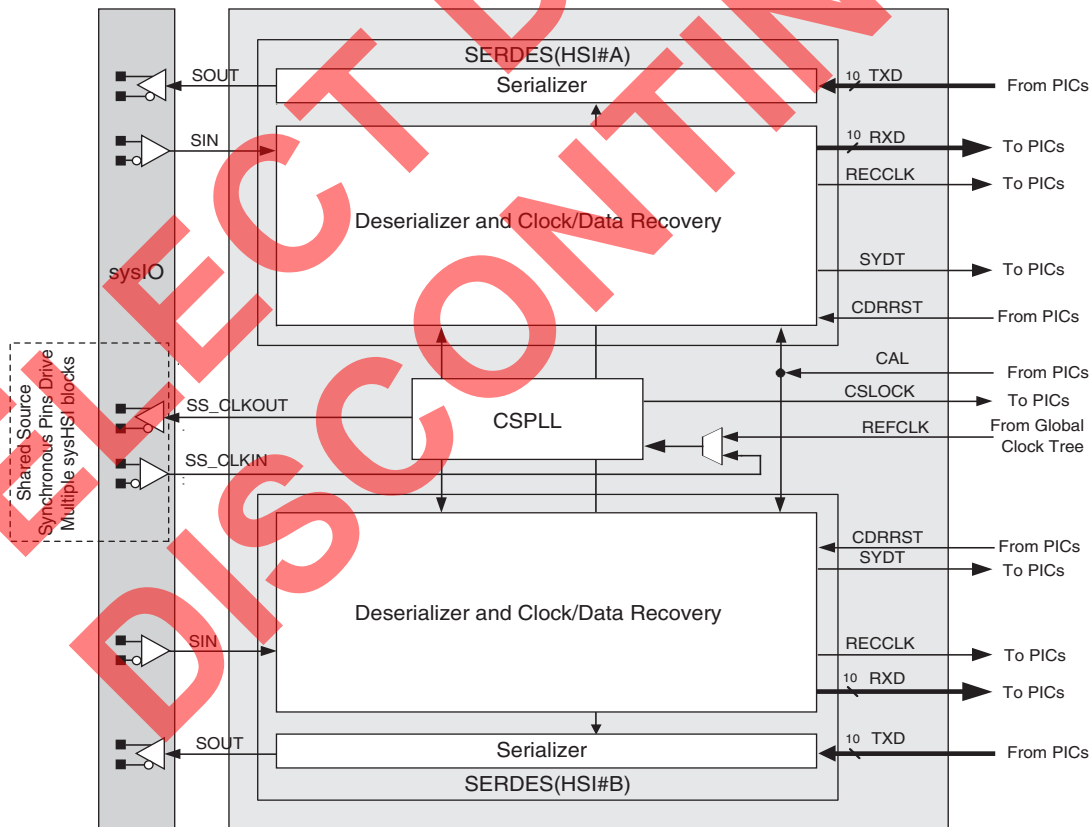 SERDES(HSI#A)
SOUT
Serializer
10 TXD
From PICs
SIN
10 RXD
To PICs
RECCLK
To PICs
Deserializer and Clock/Data Recovery
sysIO
SYDT
To PICs
CDRRST
From PICs
Shared Source
Synchronous Pins Drive
Multiple sysHSI blocks
CAL
From PICs
CSLOCK
To PICs
SS_CLKOUT
CSPLL
REFCLK
From Global
Clock Tree
SS_CLKIN
CDRRST
From PICs
SYDT
To PICs
Deserializer and Clock/Data Recovery
SIN
RECCLK
To PICs
10 RXD
To PICs
SOUT
Serializer
10 TXD
From PICs
SERDES(HSI#B)
ELECT D
DISCONTIN